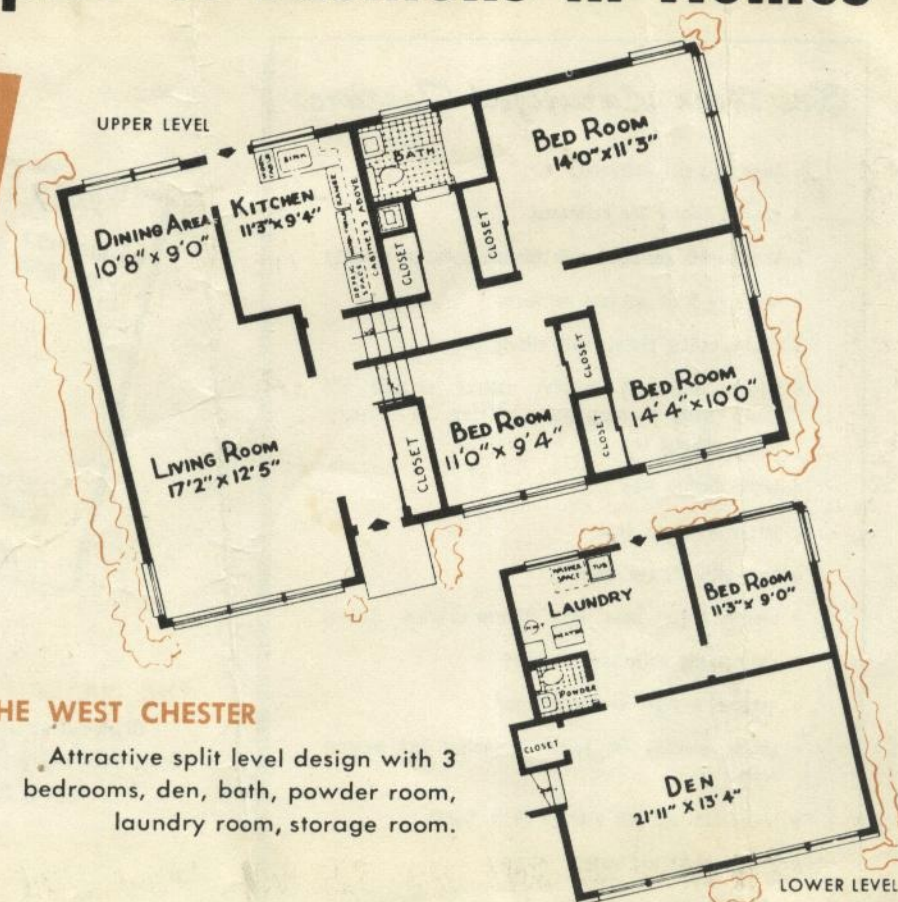 in Homes
UPPER LEVEL
BED ROOM
14'0" x 11'3"
BATH
KITCHEN
11'3" x 9'4"
SINK
RANGE
CABINETS ABOVE
REFRIG
SPACE
DINING AREA
10'8" x 9'0"
CLOSET
CLOSET
CLOSET
BED ROOM
14'4" x 10'0"
CLOSET
BED ROOM
11'0" x 9'4"
CLOSET
LIVING ROOM
17'2" x 12'5"
WASHER
SPACE
TUB
LAUNDRY
HEATER
BED ROOM
11'3" x 9'0"
POWDER
CLOSET
DEN
21'11" x 13'4"
LOWER LEVEL
HE WEST CHESTER
Attractive split level design with 3
bedrooms, den, bath, powder room,
laundry room, storage room.